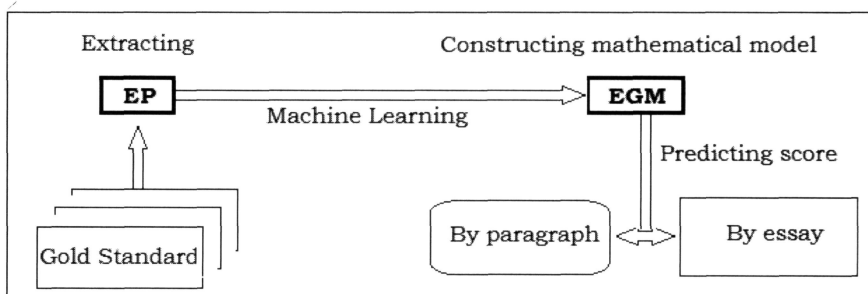 Extracting
Constructing mathematical model
EP
EGM
Machine Learning
Predicting score
By paragraph
By essay
Gold Standard